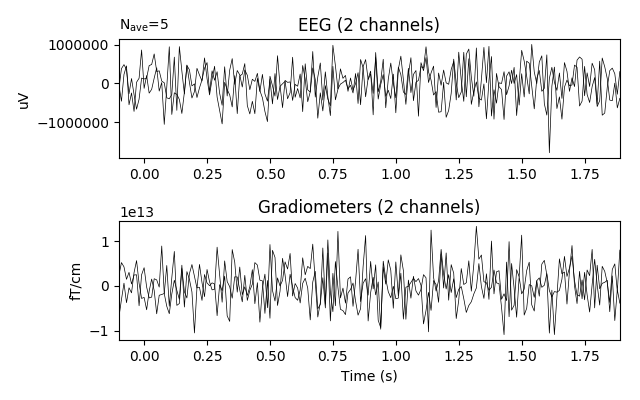 N_ave=5
EEG (2 channels)
1000000
0
−1000000
uV
0.00 0.25 0.50 0.75 1.00 1.25 1.50 1.75
1e13
Gradiometers (2 channels)
1
0
−1
fT/cm
0.00 0.25 0.50 0.75 1.00 1.25 1.50 1.75
Time (s)